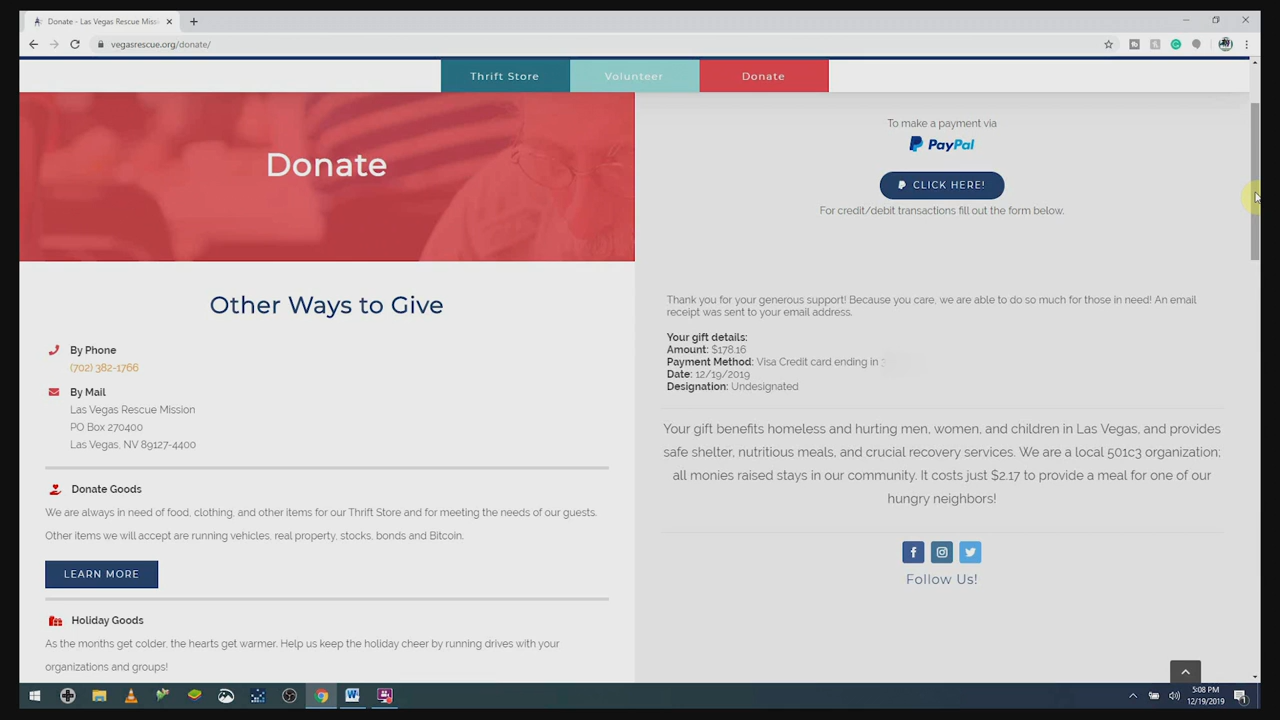 Donate - Las Vegas Rescue Miss
vegasrescue.org/donate/
Thrift Store
Volunteer
Donate
Donate
Other Ways to Give
By Phone
(702) 382-1766
By Mail
Las Vegas Rescue Mission
PO Box 270400
Las Vegas, NV 89127-4400
Donate Goods
We are always in need of food, clothing, and other items for our Thrift Store and for meeting the needs of our guests.
Other items we will accept are running vehicles, real property, stocks, bonds and Bitcoin.
LEARN MORE
Holiday Goods
As the months get colder, the hearts get warmer. Help us keep the holiday cheer by running drives with your
organizations and groups!
To make a payment via
PayPal
CLICK HERE!
For credit/debit transactions fill out the form below.
Thank you for your generous support! Because you care, we are able to do so much for those in need! An email
receipt was sent to your email address.
Your gift details:
Amount: $178.16
Payment Method: Visa Credit card ending in
Date: 12/19/2019
Designation: Undesignated
Your gift benefits homeless and hurting men, women, and children in Las Vegas, and provides
safe shelter, nutritious meals, and crucial recovery services. We are a local 501c3 organization;
all monies raised stays in our community. It costs just $2.17 to provide a meal for one of our
hungry neighbors!
Follow Us!
5:08 PM
12/19/2019